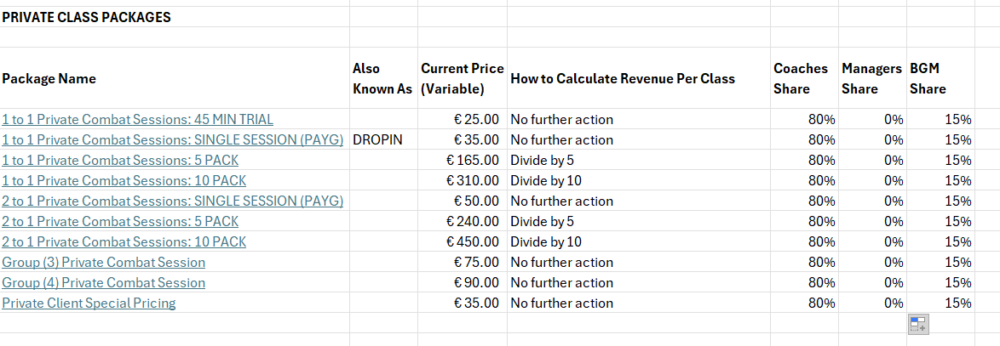 PRIVATE CLASS PACKAGES
Package Name Also Known As Current Price (Variable) How to Calculate Revenue Per Class Coaches Share Managers Share BGM Share
1 to 1 Private Combat Sessions: 45 MIN TRIAL € 25.00 No further action 80% 0% 15%
1 to 1 Private Combat Sessions: SINGLE SESSION (PAYG) DROPIN € 35.00 No further action 80% 0% 15%
1 to 1 Private Combat Sessions: 5 PACK € 165.00 Divide by 5 80% 0% 15%
1 to 1 Private Combat Sessions: 10 PACK € 310.00 Divide by 10 80% 0% 15%
2 to 1 Private Combat Sessions: SINGLE SESSION (PAYG) € 50.00 No further action 80% 0% 15%
2 to 1 Private Combat Sessions: 5 PACK € 240.00 Divide by 5 80% 0% 15%
2 to 1 Private Combat Sessions: 10 PACK € 450.00 Divide by 10 80% 0% 15%
Group (3) Private Combat Session € 75.00 No further action 80% 0% 15%
Group (4) Private Combat Session € 90.00 No further action 80% 0% 15%
Private Client Special Pricing € 35.00 No further action 80% 0% 15%